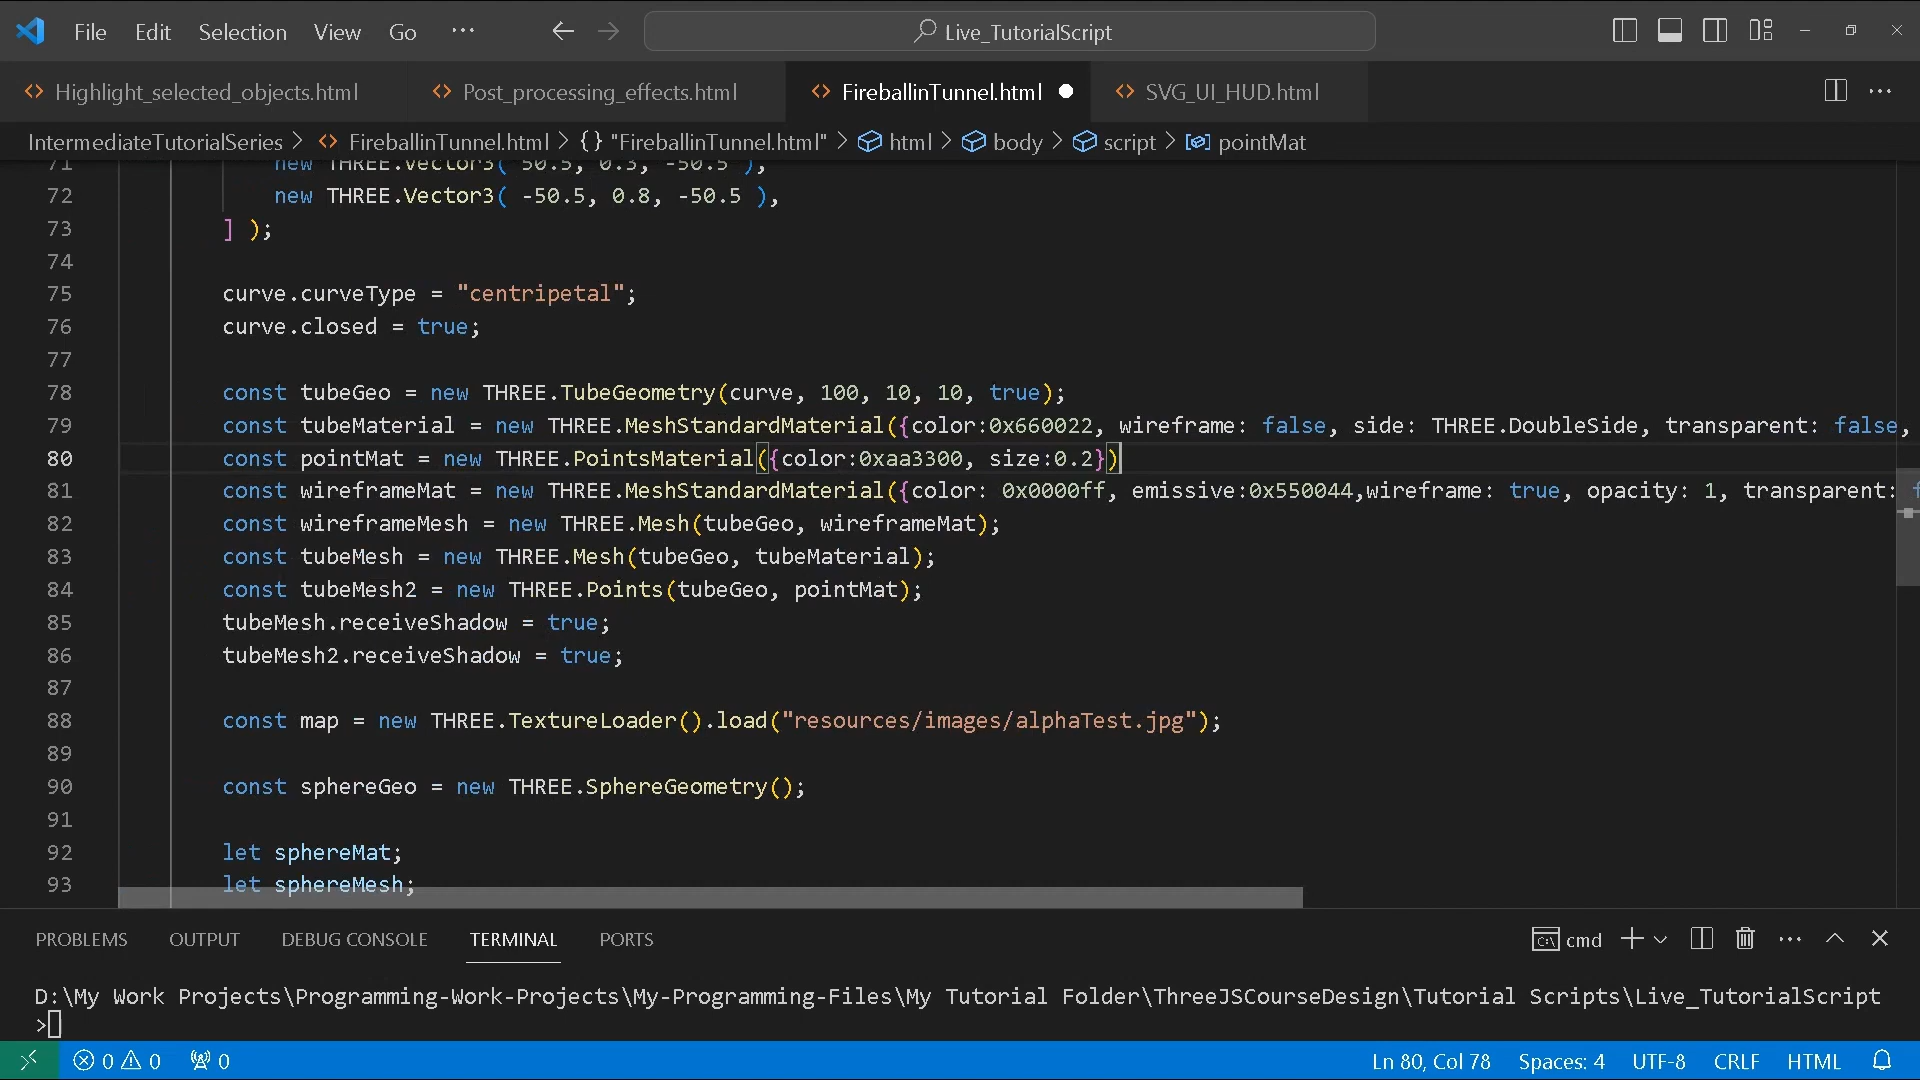 File Edit Selection View Go ··· Live_TutorialScript
Highlight_selected_objects.html Post_processing_effects.html FireballinTunnel.html SVG_UI_HUD.html
IntermediateTutorialSeries > FireballinTunnel.html > {} "FireballinTunnel.html" > html > body > script > pointMat
71 new THREE.Vector3( 50.5, 0.3, -50.5 ),
72 new THREE.Vector3( -50.5, 0.8, -50.5 ),
73 ] );
74
75 curve.curveType = "centripetal";
76 curve.closed = true;
77
78 const tubeGeo = new THREE.TubeGeometry(curve, 100, 10, 10, true);
79 const tubeMaterial = new THREE.MeshStandardMaterial({color:0x660022, wireframe: false, side: THREE.DoubleSide, transparent: false,
80 const pointMat = new THREE.PointsMaterial({color:0xaa3300, size:0.2})
81 const wireframeMat = new THREE.MeshStandardMaterial({color: 0x0000ff, emissive:0x550044,wireframe: true, opacity: 1, transparent: f
82 const wireframeMesh = new THREE.Mesh(tubeGeo, wireframeMat);
83 const tubeMesh = new THREE.Mesh(tubeGeo, tubeMaterial);
84 const tubeMesh2 = new THREE.Points(tubeGeo, pointMat);
85 tubeMesh.receiveShadow = true;
86 tubeMesh2.receiveShadow = true;
87
88 const map = new THREE.TextureLoader().load("resources/images/alphaTest.jpg");
89
90 const sphereGeo = new THREE.SphereGeometry();
91
92 let sphereMat;
93 let sphereMesh;
PROBLEMS OUTPUT DEBUG CONSOLE TERMINAL PORTS cmd
D:\My Work Projects\Programming-Work-Projects\My-Programming-Files\My Tutorial Folder\ThreeJSCourseDesign\Tutorial Scripts\Live_TutorialScript
>
0 0 0 Ln 80, Col 78 Spaces: 4 UTF-8 CRLF HTML